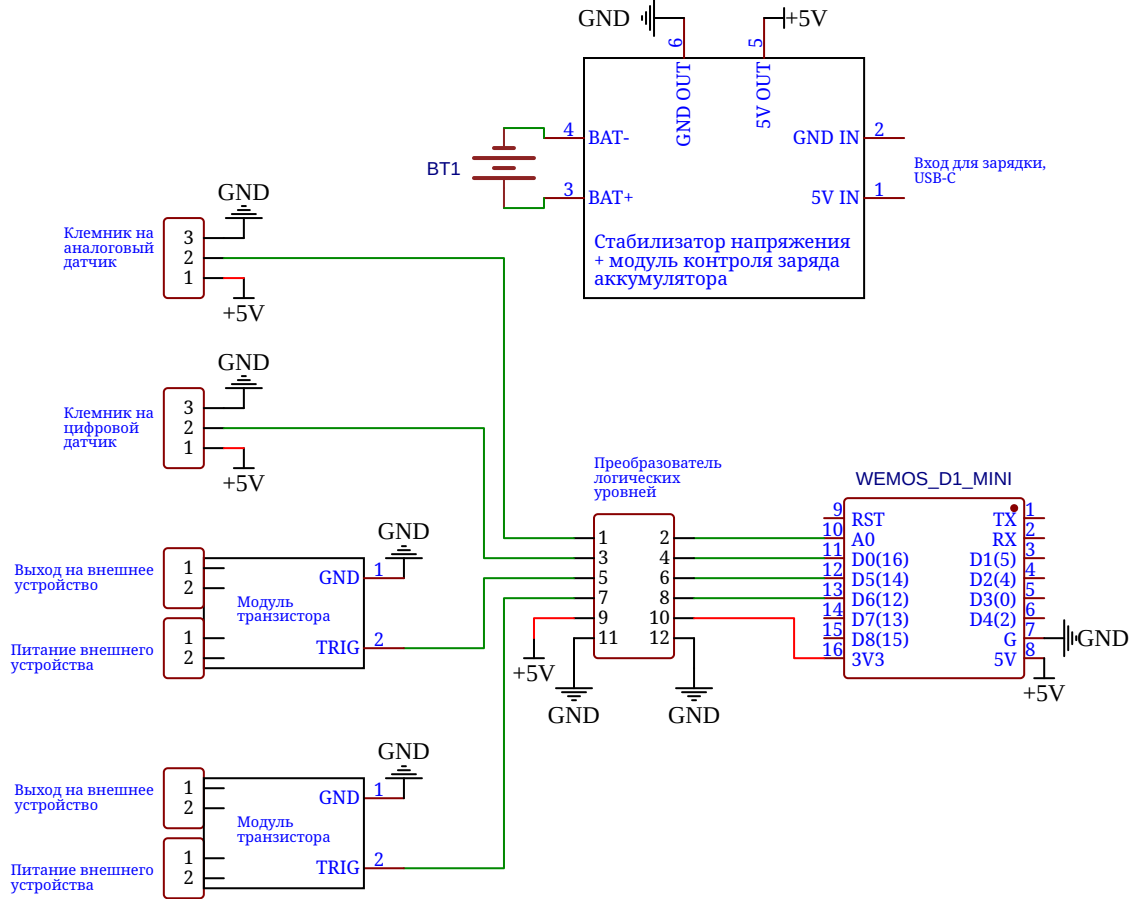 GND
+5V
6
5
GND OUT
5V OUT
4
BAT-
GND IN
2
BT1
Вход для зарядки,
USB-C
3
BAT+
5V IN
1
Стабилизатор напряжения
+ модуль контроля заряда
аккумулятора
GND
Клемник на
аналоговый
датчик
3
2
1
+5V
GND
Клемник на
цифровой
датчик
3
2
1
+5V
GND
Выход на внешнее
устройство
1
2
GND
1
Модуль
транзистора
Питание внешнего
устройства
1
2
TRIG
2
GND
Выход на внешнее
устройство
1
2
GND
1
Модуль
транзистора
Питание внешнего
устройства
1
2
TRIG
2
Преобразователь
логических
уровней
1
2
3
4
5
6
7
8
9
10
11
12
+5V
GND
GND
WEMOS_D1_MINI
9
RST
TX
1
10
A0
RX
2
11
D0(16)
D1(5)
3
12
D5(14)
D2(4)
4
13
D6(12)
D3(0)
5
14
D7(13)
D4(2)
6
15
D8(15)
G
7
GND
16
3V3
5V
8
+5V